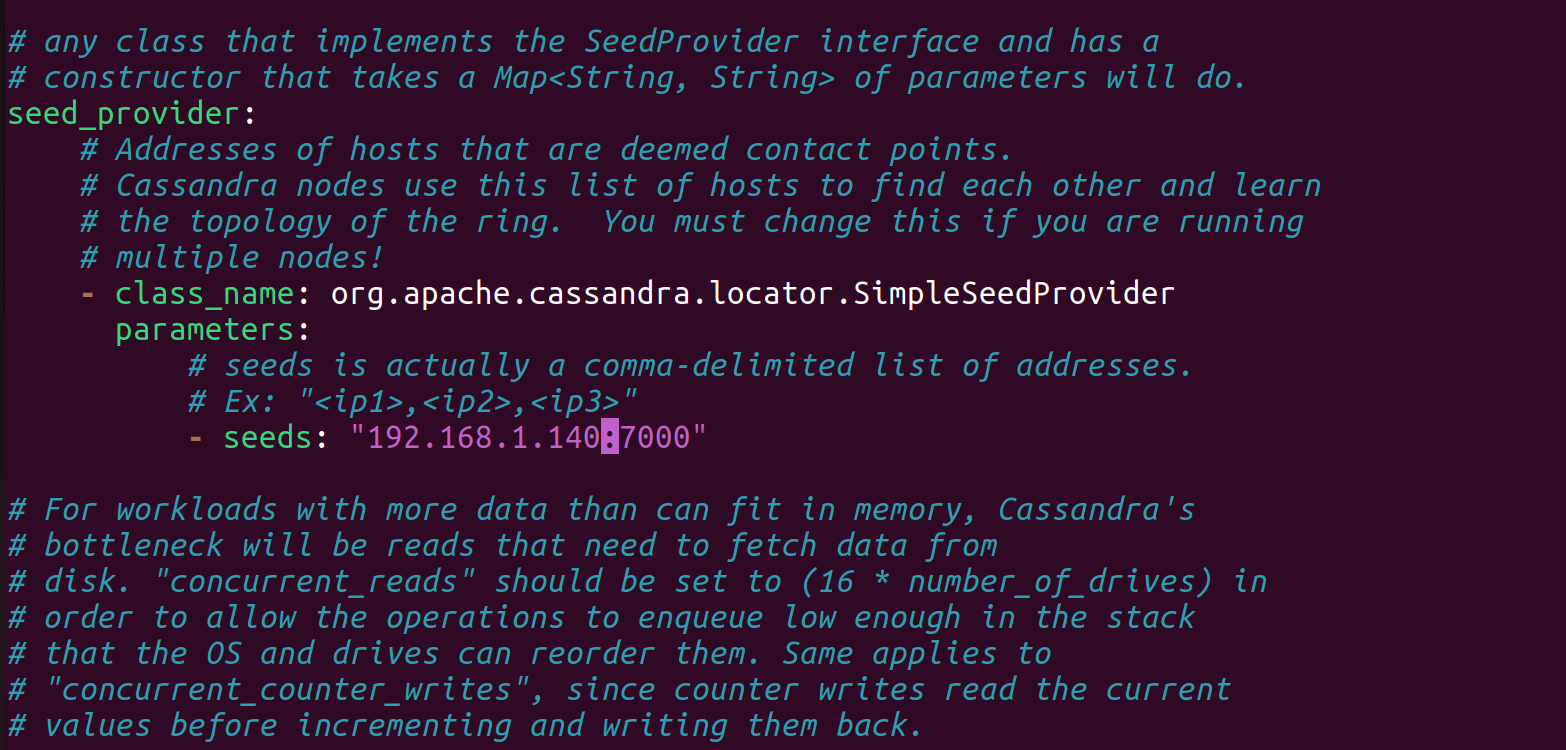 # any class that implements the SeedProvider interface and has a
# constructor that takes a Map<String, String> of parameters will do.
seed_provider:
    # Addresses of hosts that are deemed contact points.
    # Cassandra nodes use this list of hosts to find each other and learn
    # the topology of the ring.  You must change this if you are running
    # multiple nodes!
    - class_name: org.apache.cassandra.locator.SimpleSeedProvider
      parameters:
          # seeds is actually a comma-delimited list of addresses.
          # Ex: "<ip1>,<ip2>,<ip3>"
          - seeds: "192.168.1.140:7000"

# For workloads with more data than can fit in memory, Cassandra's
# bottleneck will be reads that need to fetch data from
# disk. "concurrent_reads" should be set to (16 * number_of_drives) in
# order to allow the operations to enqueue low enough in the stack
# that the OS and drives can reorder them. Same applies to
# "concurrent_counter_writes", since counter writes read the current
# values before incrementing and writing them back.